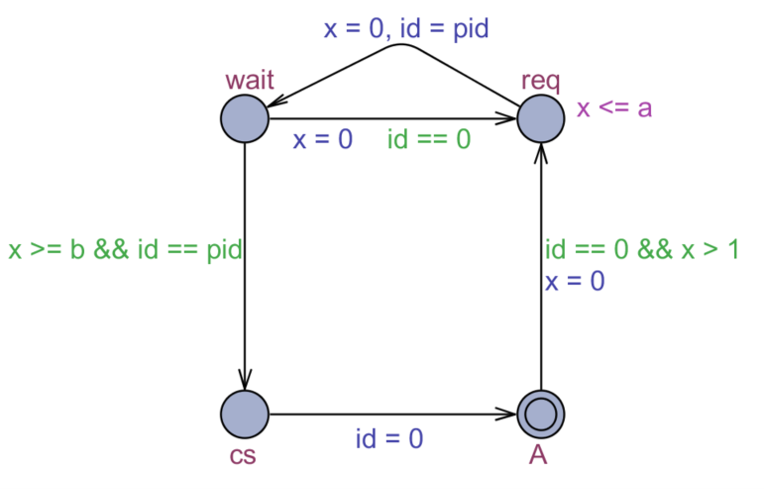 x = 0, id = pid
wait
req
x <= a
x = 0
id == 0
x >= b && id == pid
id == 0 && x > 1
x = 0
id = 0
cs
A